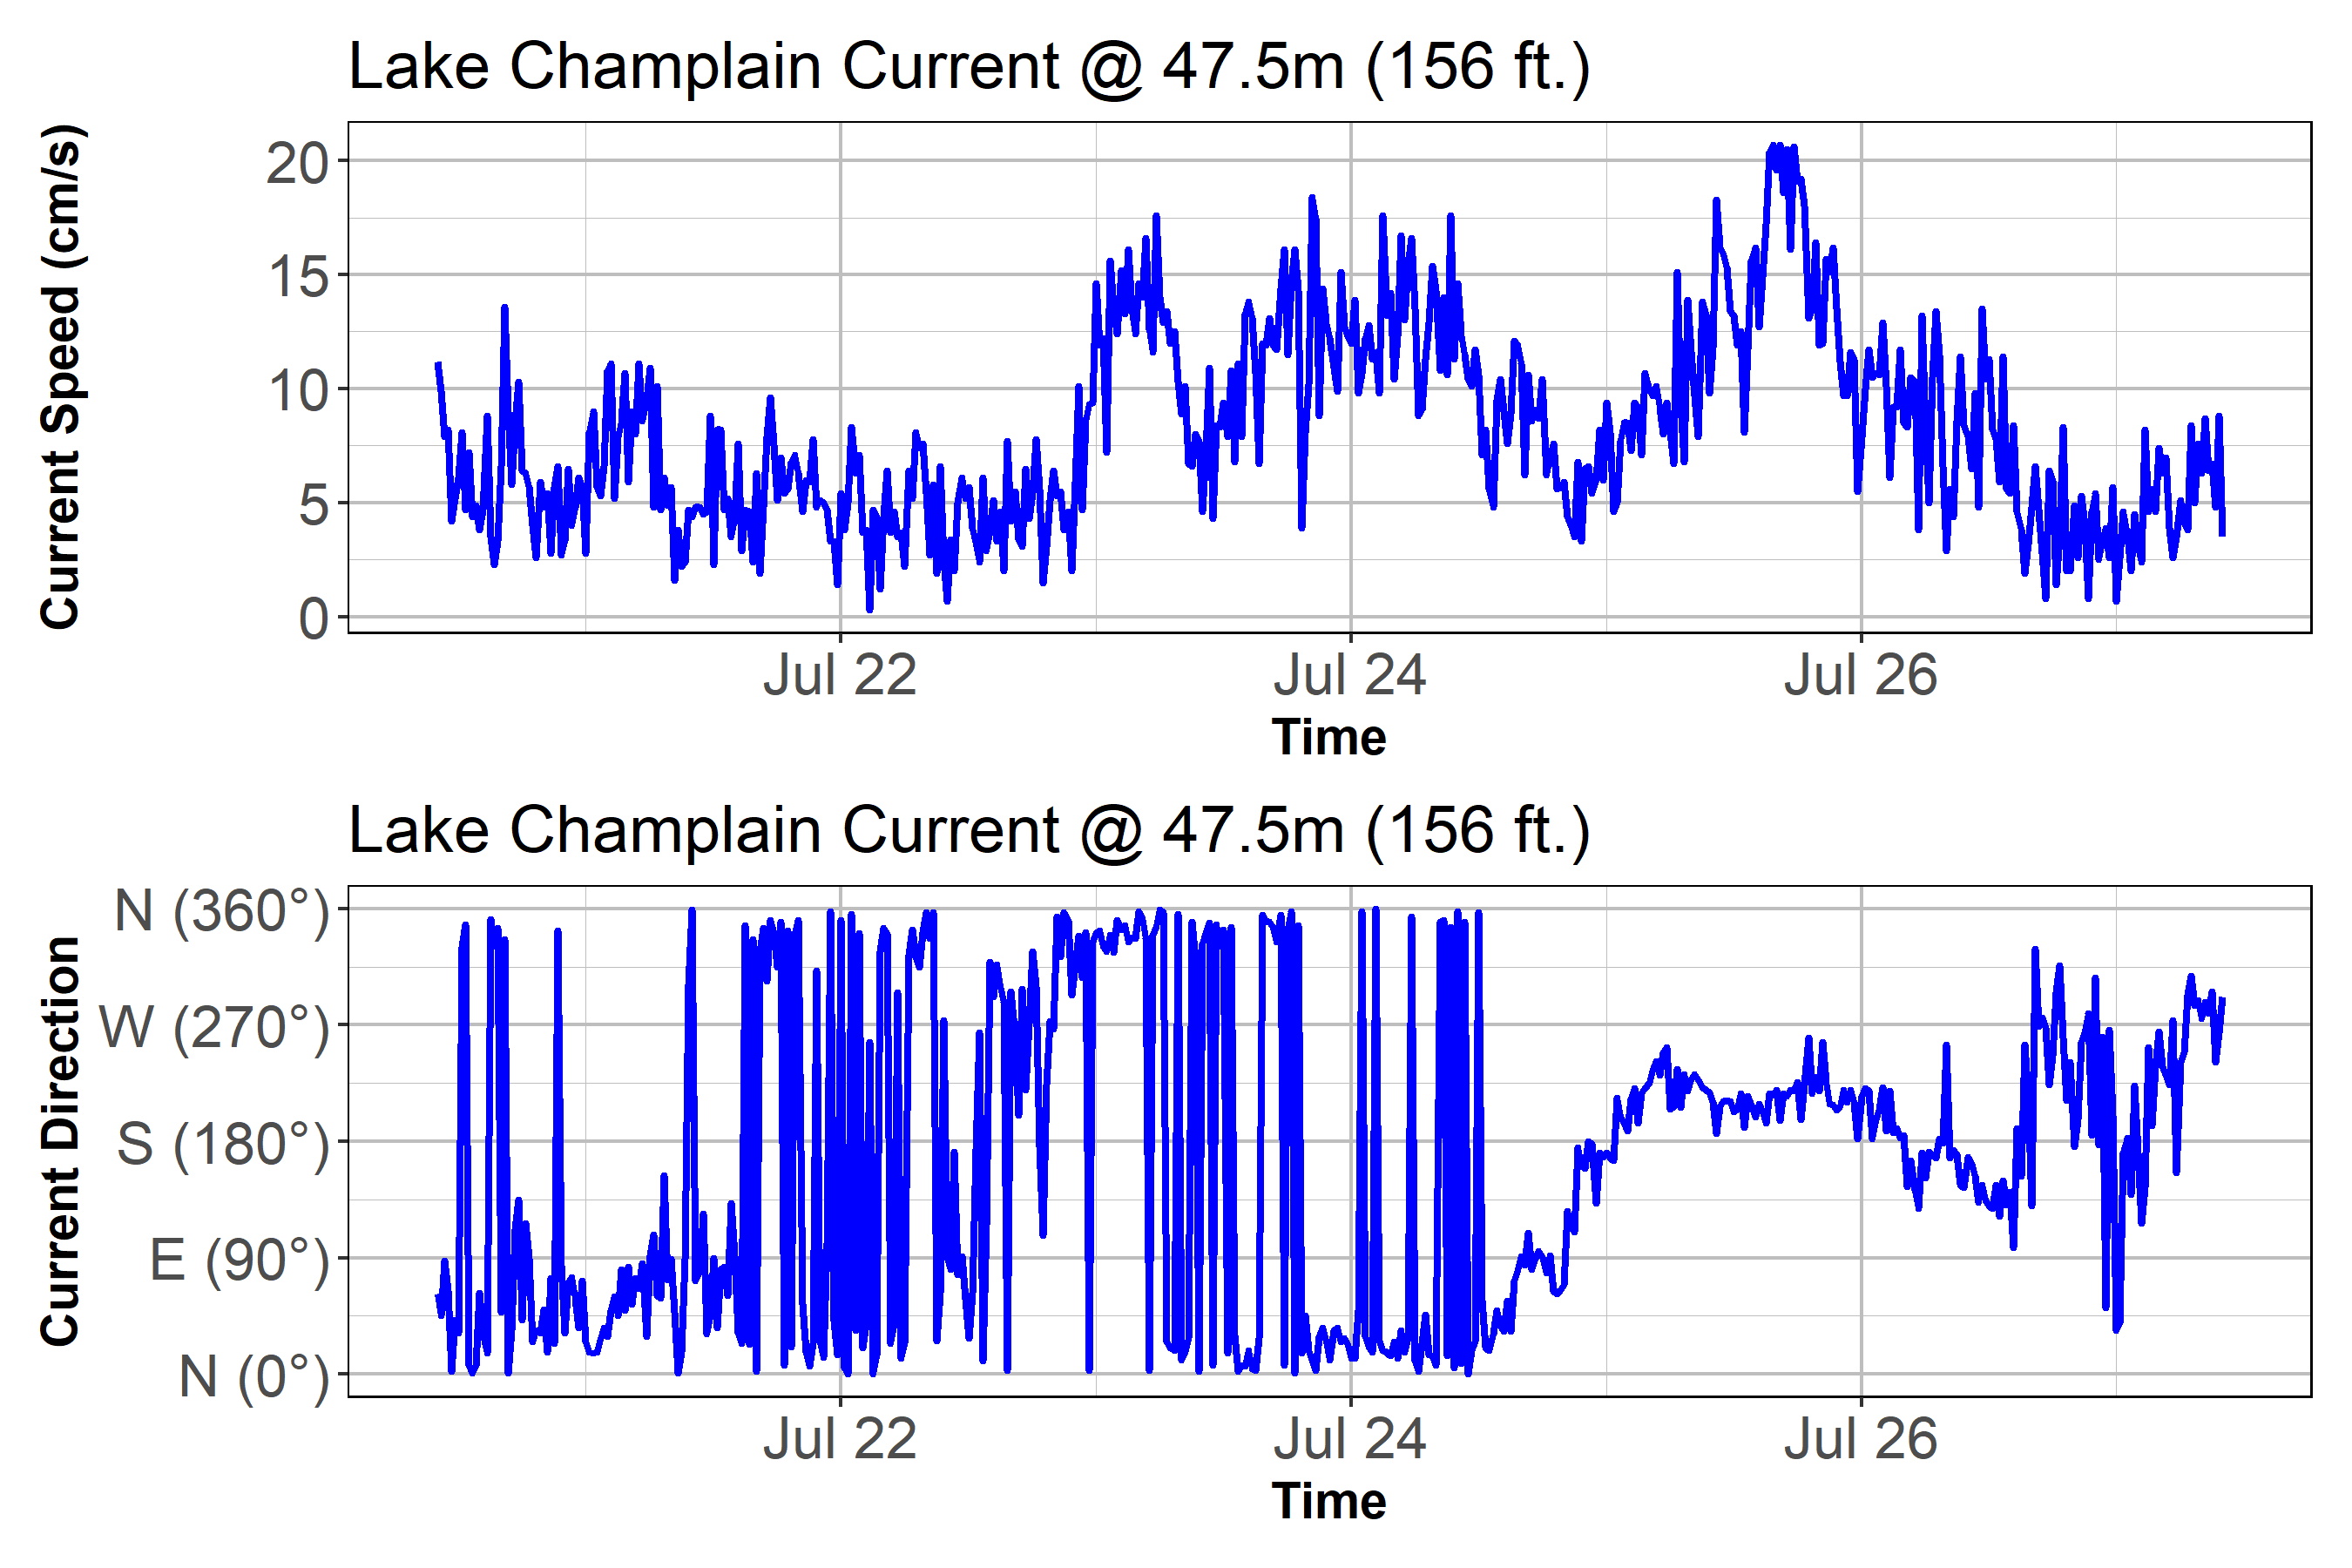 Lake Champlain Current @ 47.5m (156 ft.)
Current Speed (cm/s)
20
15
10
5
0
Jul 22 Jul 24 Jul 26
Time
Lake Champlain Current @ 47.5m (156 ft.)
Current Direction
N (360°)
W (270°)
S (180°)
E (90°)
N (0°)
Jul 22 Jul 24 Jul 26
Time